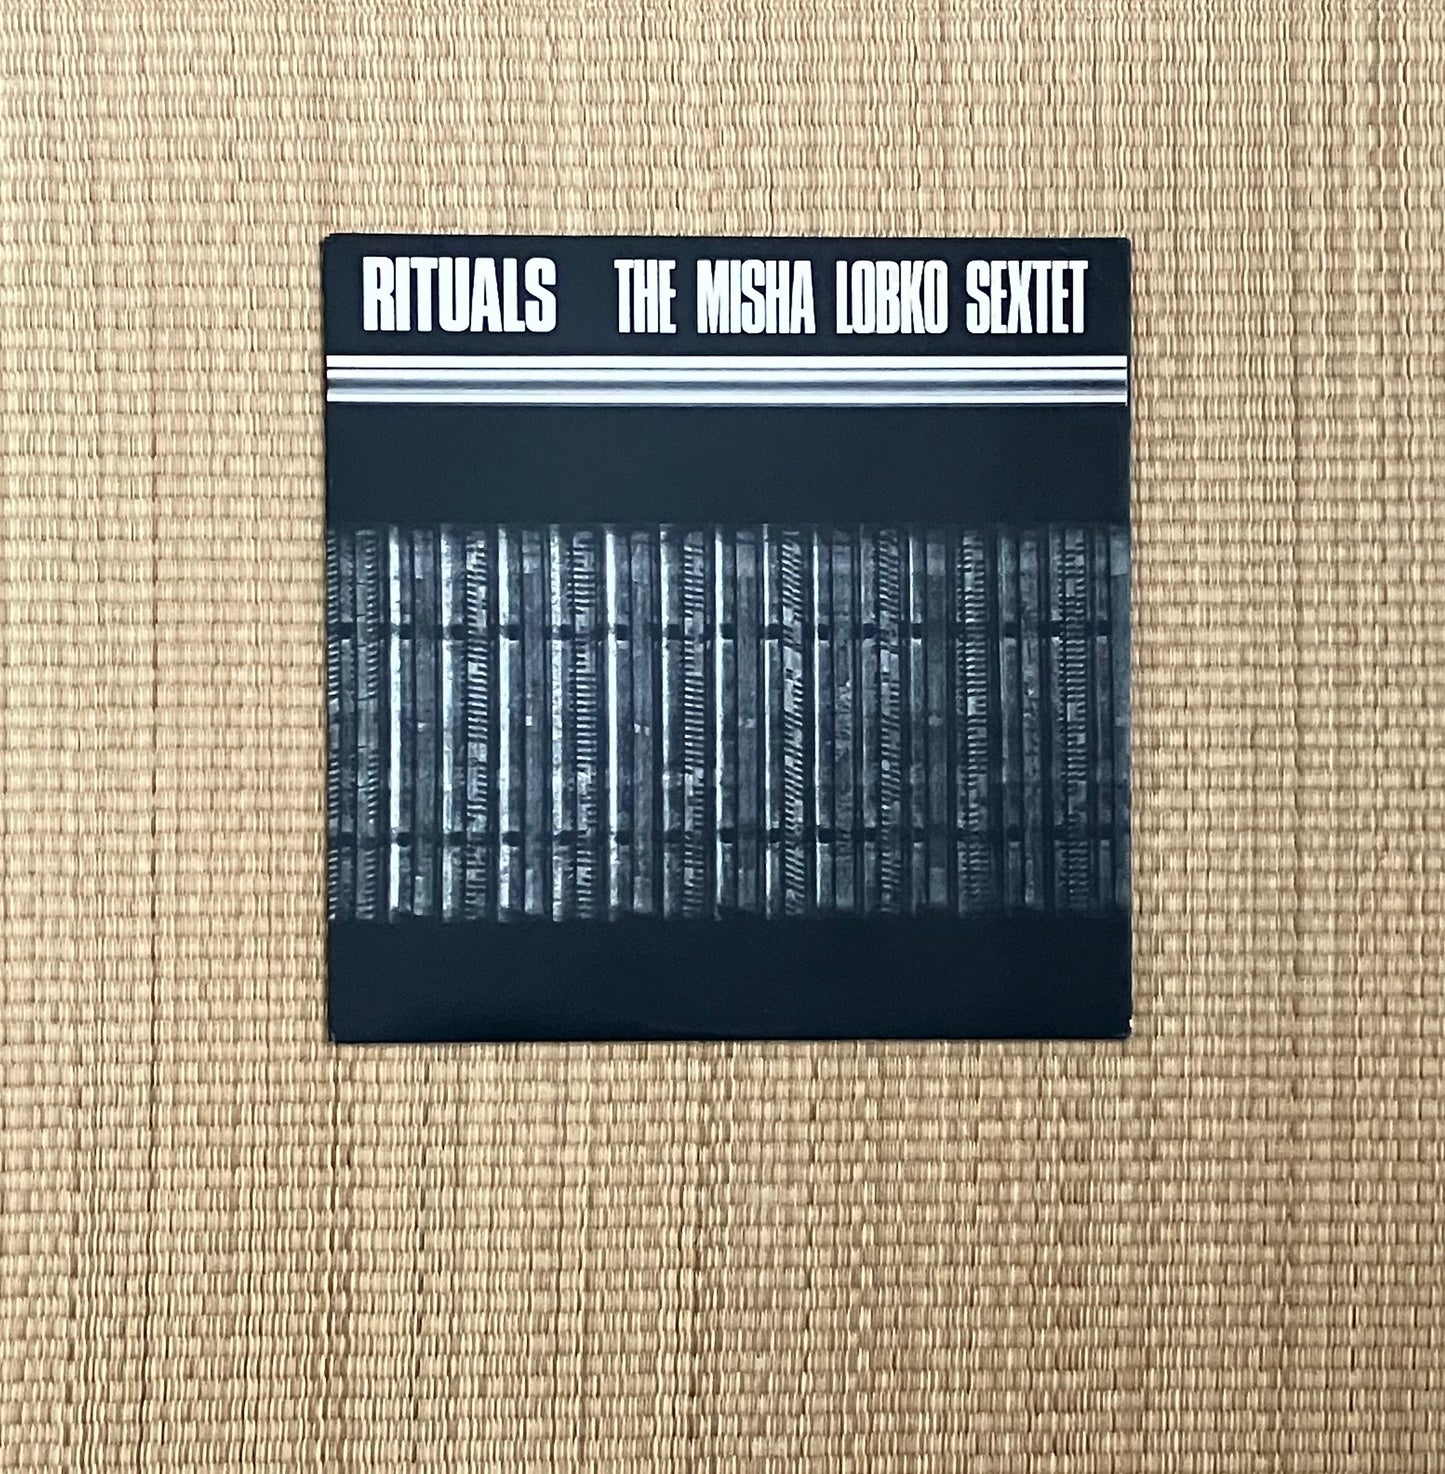 RITUALS THE MISHA LOBKO SEXTET